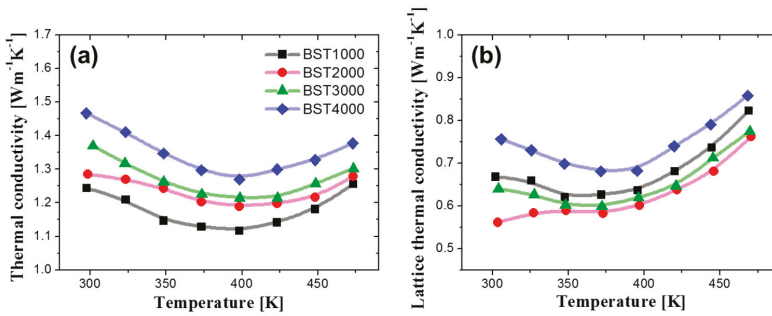 (a)
BST1000
BST2000
BST3000
BST4000
Thermal conductivity [Wm⁻¹K⁻¹]
1.7
1.6
1.5
1.4
1.3
1.2
1.1
1.0
300 350 400 450
Temperature [K]
(b)
Lattice thermal conductivity [Wm⁻¹K⁻¹]
1.0
0.9
0.8
0.7
0.6
0.5
300 350 400 450
Temperature [K]